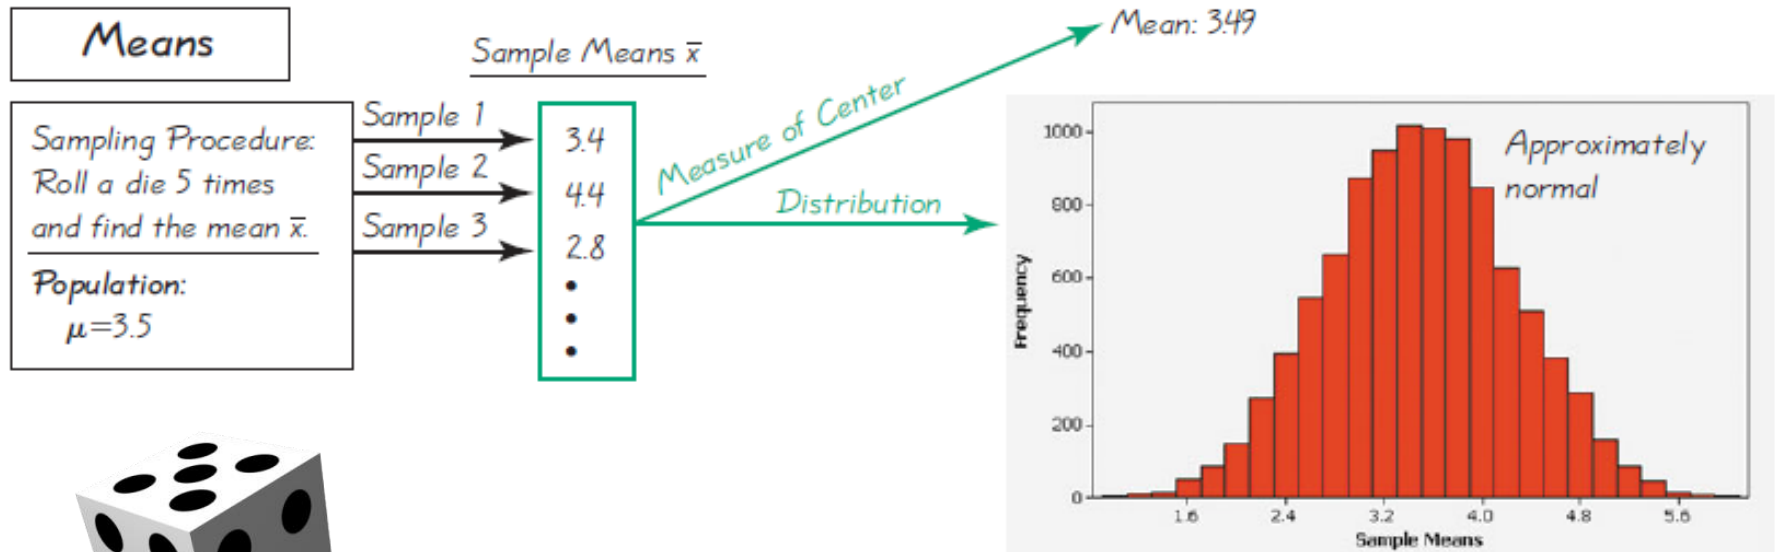 Means
Sample Means x̅
Mean: 3.49
Sampling Procedure:
Roll a die 5 times
and find the mean x̅.
Population:
μ=3.5
Sample 1
Sample 2
Sample 3
3.4
4.4
2.8
Measure of Center
Distribution
Approximately
normal
Frequency
1000
800
600
400
200
0
1.6
2.4
3.2
4.0
4.8
5.6
Sample Means